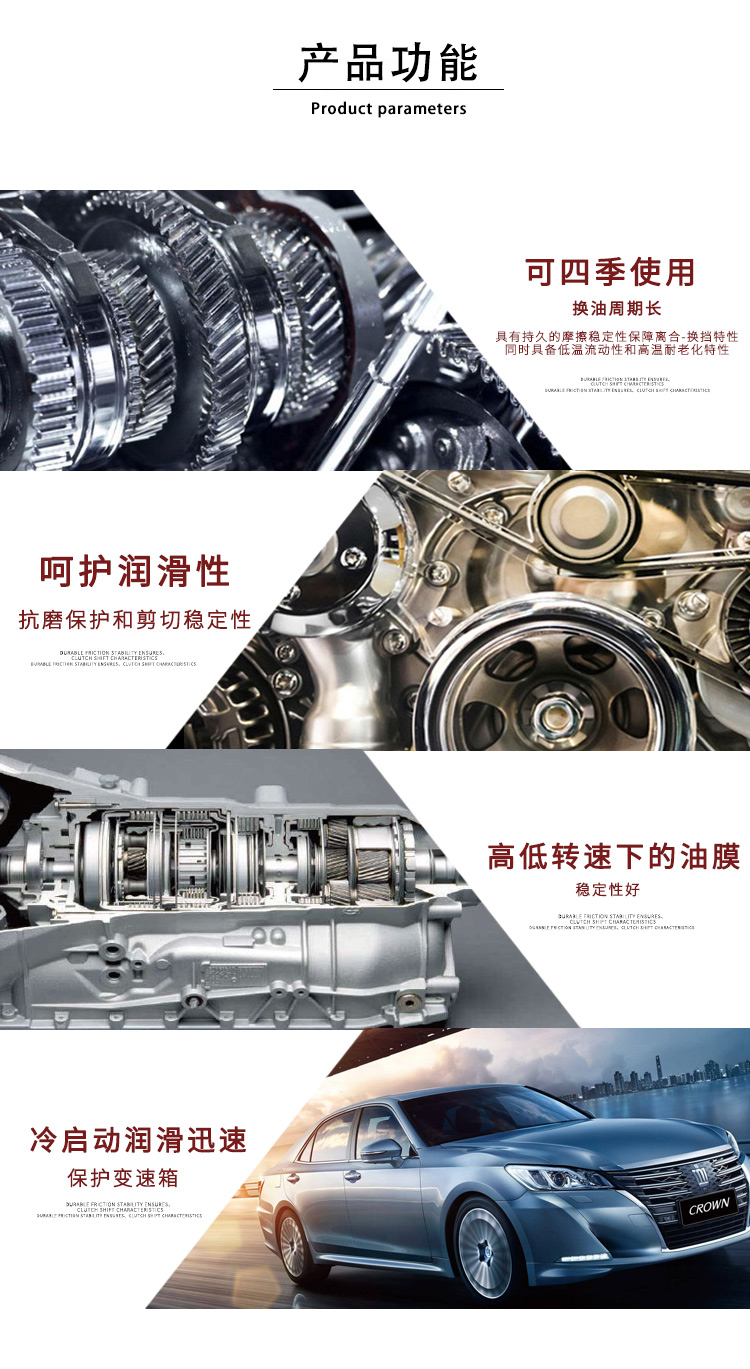 产品功能
Product parameters
可四季使用
换油周期长
具有持久的摩擦稳定性保障离合-换挡特性
同时具备低温流动性和高温耐老化特性
DURABLE FRICTION STABILITY ENSURES,
CLUTCH SHIFT CHARACTERISTICS
DURABLE FRICTION STABILITY ENSURES, CLUTCH SHIFT CHARACTERISTICS
呵护润滑性
抗磨保护和剪切稳定性
DURABLE FRICTION STABILITY ENSURES,
CLUTCH SHIFT CHARACTERISTICS
DURABLE FRICTION STABILITY ENSURES, CLUTCH SHIFT CHARACTERISTICS
高低转速下的油膜
稳定性好
DURABLE FRICTION STABILITY ENSURES,
CLUTCH SHIFT CHARACTERISTICS
DURABLE FRICTION STABILITY ENSURES, CLUTCH SHIFT CHARACTERISTICS
冷启动润滑迅速
保护变速箱
DURABLE FRICTION STABILITY ENSURES,
CLUTCH SHIFT CHARACTERISTICS
DURABLE FRICTION STABILITY ENSURES, CLUTCH SHIFT CHARACTERISTICS
CROWN